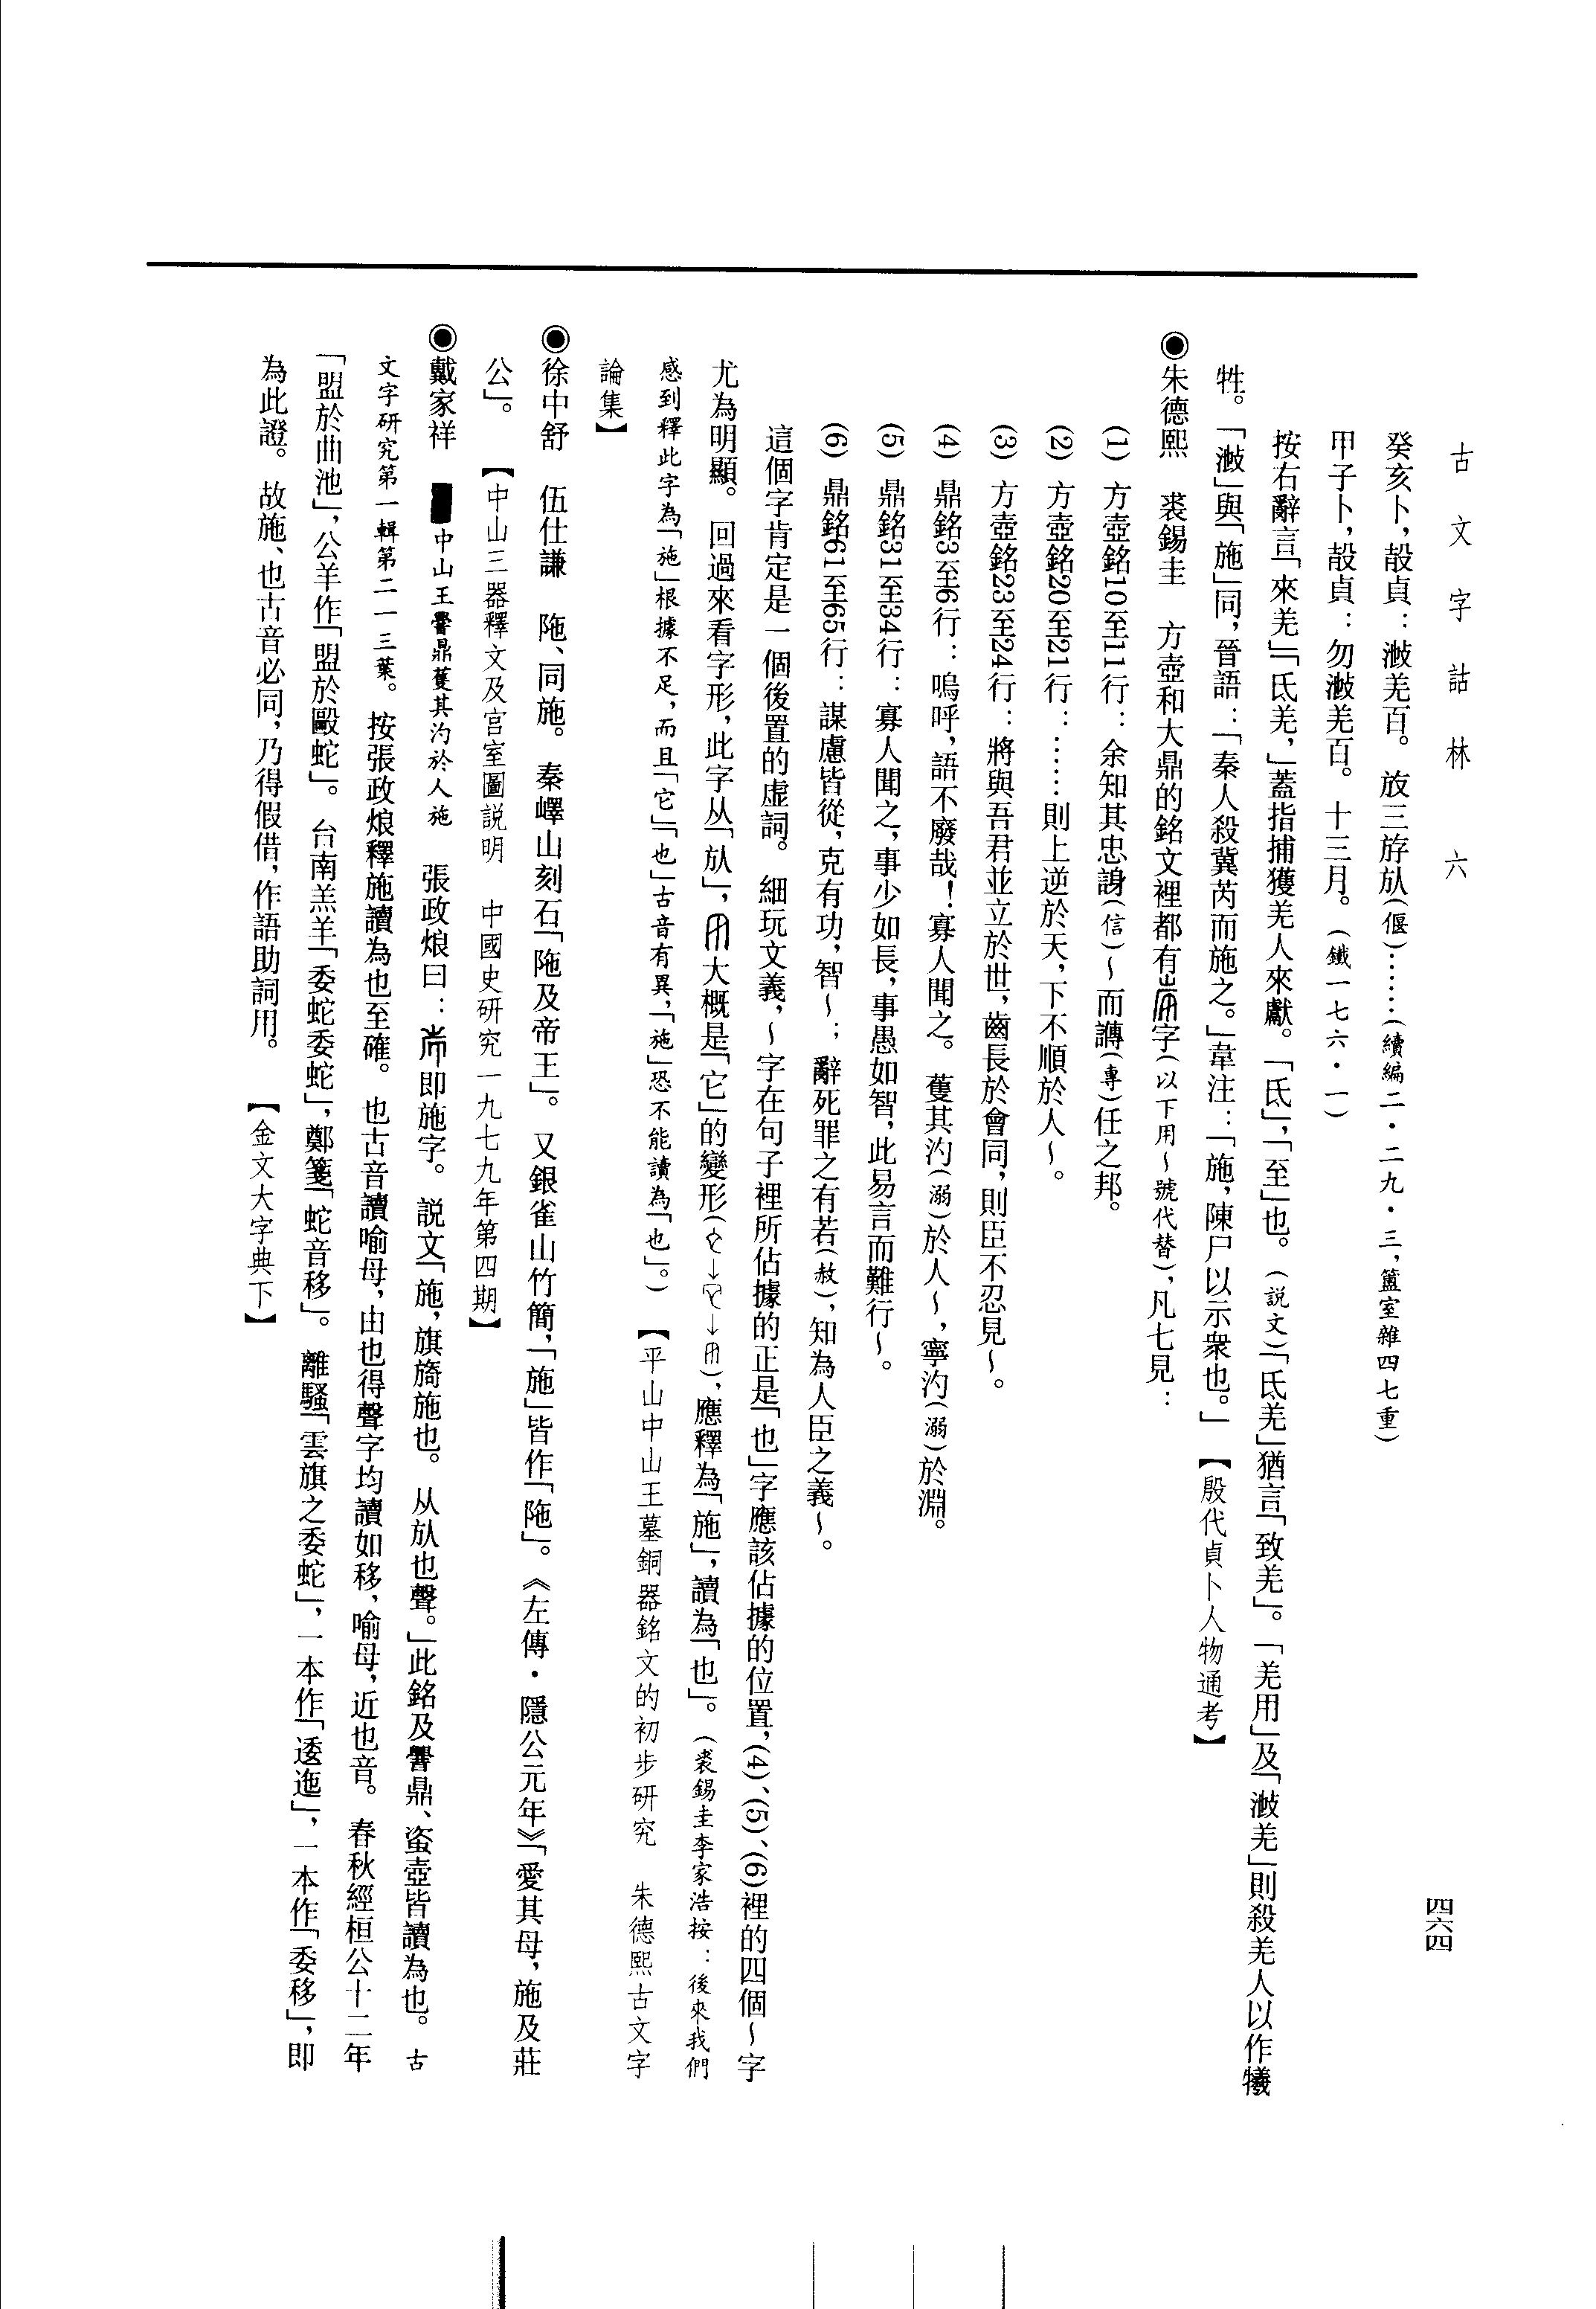 古文字詁林　六
四六四
癸亥卜，㱿貞：㴲羌百。放三㫃㫃（偃）……（續編二・二九・三，簠室雜四七重）
甲子卜，㱿貞：勿㴲羌百。十三月。（鐵一七六・一）
按右辭言「來羌」「氐羌，」蓋指捕獲羌人來獻。「氐」，「至」也。（説文）「氐羌」猶言「致羌」。「羌用」及「㴲羌」則殺羌人以作犧
牲。「㴲」與「施」同，晉語：「秦人殺冀芮而施之。」韋注：「施，陳尸以示衆也。」【殷代貞卜人物通考】
◉朱德熙　裘錫圭　方壺和大鼎的銘文裡都有字（以下用～號代替），凡七見：
(1) 方壺銘10至11行：余知其忠䛨（信）～而譐（專）任之邦。
(2) 方壺銘20至21行：……則上逆於天，下不順於人～。
(3) 方壺銘23至24行：將與吾君並立於世，齒長於會同，則臣不忍見～。
(4) 鼎銘3至6行：嗚呼，語不廢哉！寡人聞之。蒦其汋（溺）於人～，寧汋（溺）於淵。
(5) 鼎銘31至34行：寡人聞之，事少如長，事愚如智，此易言而難行～。
(6) 鼎銘61至65行：謀慮皆從，克有功，智～；辭死罪之有若（赦），知為人臣之義～。
這個字肯定是一個後置的虛詞。細玩文義，～字在句子裡所佔據的正是「也」字應該佔據的位置，(4)、(5)、(6)裡的四個～字
尤為明顯。回過來看字形，此字从「㫃」，大概是「它」的變形（→→），應釋為「施」，讀為「也」。（裘錫圭李家浩按：後來我們
感到釋此字為「施」根據不足，而且「它」「也」古音有異，「施」恐不能讀為「也」。）【平山中山王墓銅器銘文的初步研究　朱德熙古文字
論集】
◉徐中舒　伍仕謙　陁、同施。秦嶧山刻石「陁及帝王」。又銀雀山竹簡，「施」皆作「陁」。《左傳・隱公元年》「愛其母，施及莊
公」。　【中山三器釋文及宮室圖説明　中國史研究一九七九年第四期】
◉戴家祥　中山王嚳鼎蒦其汋於人施　張政烺曰：即施字。説文「施，旗旖施也。从㫃也聲。」此銘及嚳鼎、䇂壺皆讀為也。古
文字研究第一輯第二一三葉。按張政烺釋施讀為也至確。也古音讀喻母，由也得聲字均讀如移，喻母，近也音。春秋經桓公十二年
「盟於曲池」，公羊作「盟於毆蛇」。召南羔羊「委蛇委蛇」，鄭箋「蛇音移」。離騷「雲旗之委蛇」，一本作「逶迤」，一本作「委移」，即
為此證。故施、也古音必同，乃得假借，作語助詞用。　【金文大字典下】